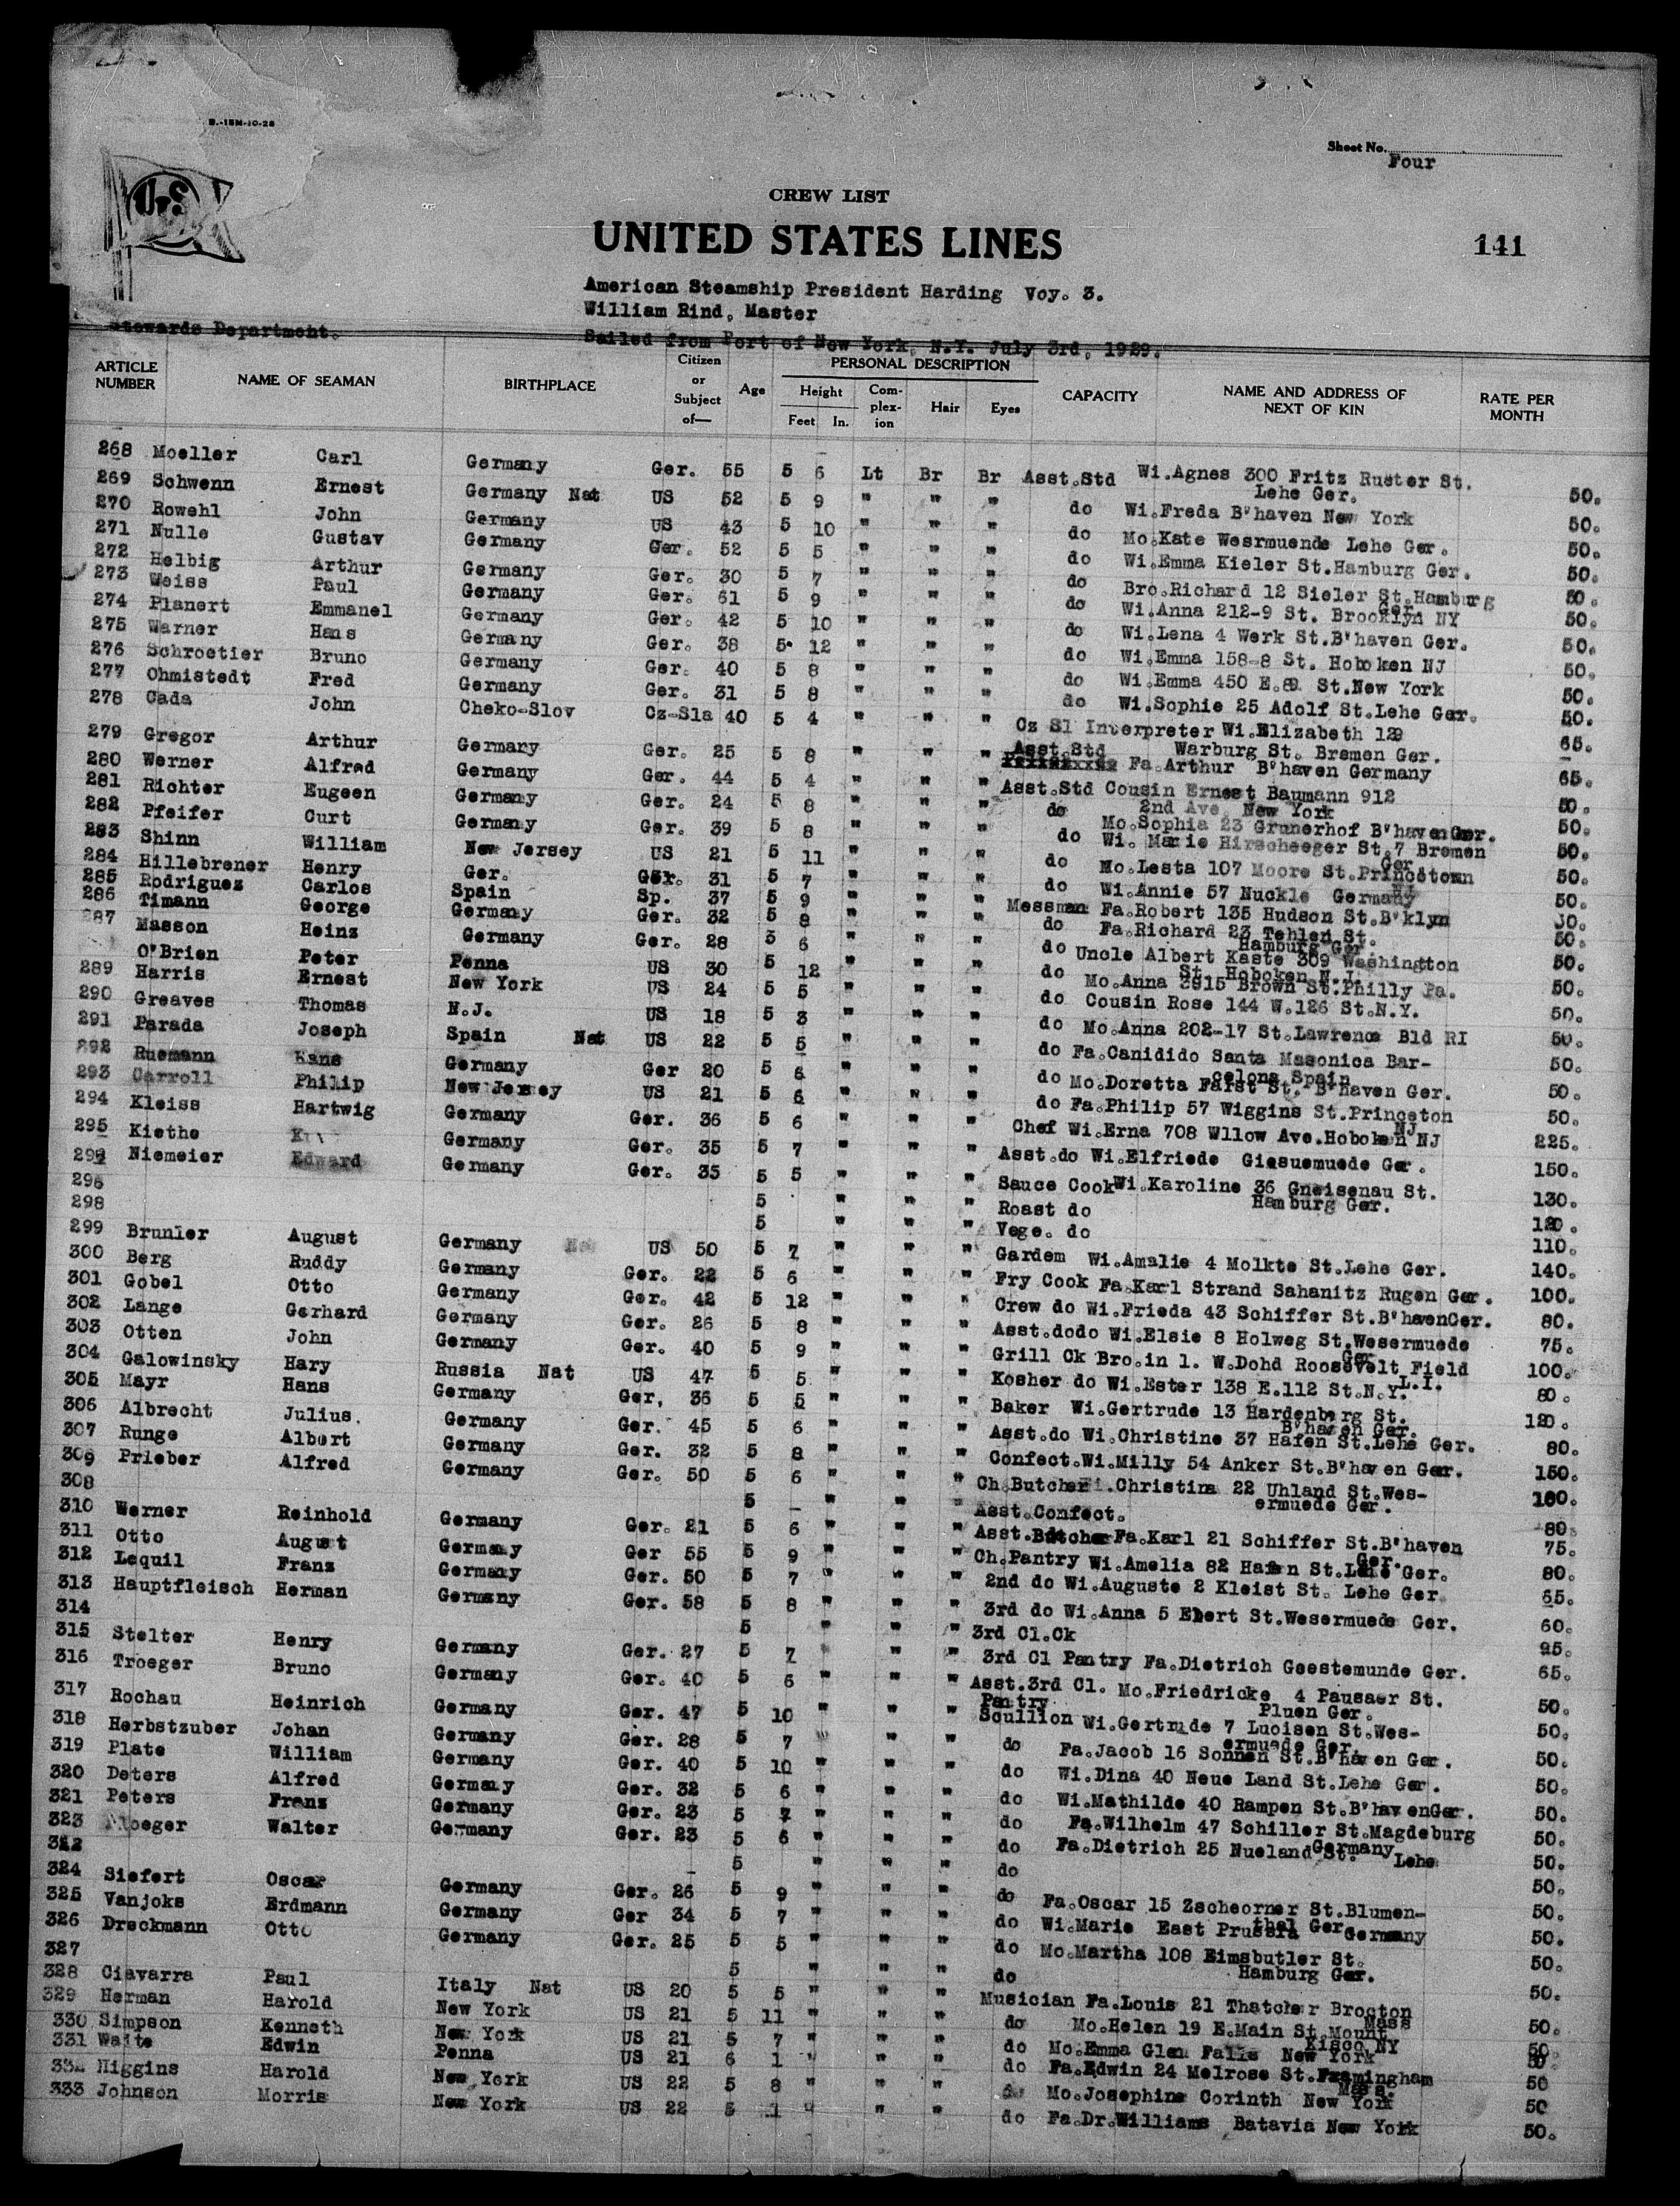 B.-15M-10-28
Sheet No. Four
CREW LIST
UNITED STATES LINES
141
American Steamship President Harding Voy. 3.
William Rind, Master
Stewards Department.
Sailed from Port of New York, N.Y. July 3rd, 1929.
ARTICLE NUMBER NAME OF SEAMAN BIRTHPLACE Citizen or Subject of— Age PERSONAL DESCRIPTION Height Feet In. Com-plex-ion Hair Eyes CAPACITY NAME AND ADDRESS OF NEXT OF KIN RATE PER MONTH
268 Moeller Carl Germany Ger. 55 5 6 Lt Br Br Asst.Std Wi.Agnes 300 Fritz Ruster St. Lehe Ger. 50.
269 Schwenn Ernest Germany Nat US 52 5 9 " " " do Wi.Freda B'haven New York 50.
270 Rowehl John Germany US 43 5 10 " " " do Mo.Kate Wesrmuende Lehe Ger. 50.
271 Nulle Gustav Germany Ger. 52 5 5 " " " do Wi.Emma Kieler St.Hamburg Ger. 50.
272 Helbig Arthur Germany Ger. 30 5 7 " " " do Bro.Richard 12 Sieler St.Hamburg Ger. 50.
273 Weiss Paul Germany Ger. 61 5 9 " " " do Wi.Anna 212-9 St. Brooklyn NY 50.
274 Planert Emmanel Germany Ger. 42 5 10 " " " do Wi.Lena 4 Werk St.B'haven Ger. 50.
275 Warner Hans Germany Ger. 38 5 12 " " " do Wi.Emma 158-8 St. Hoboken NJ 50.
276 Schroetier Bruno Germany Ger. 40 5 8 " " " do Wi.Emma 450 E. St.New York 50.
277 Ohmistedt Fred Germany Ger. 31 5 8 " " " do Wi.Sophie 25 Adolf St.Lehe Ger. 50.
278 Cada John Cheko-Slov Cz-Sla 40 5 4 " " " Cz Sl Interpreter Wi.Elizabeth 129 Warburg St. Bremen Ger. 65.
279 Gregor Arthur Germany Ger. 25 5 8 " " " Asst.Std Fa.Arthur B'haven Germany 65.
280 Werner Alfred Germany Ger. 44 5 4 " " " Asst.Std Cousin Ernest Baumann 912 2nd Ave. New York 50.
281 Richter Eugeen Germany Ger. 24 5 8 " " " do Mo.Sophia 23 Grunerhof B'haven Ger. 50.
282 Pfeifer Curt Germany Ger. 39 5 8 " " " do Wi. Marie Hirscheeger St.7 Bremen Ger 50.
283 Shinn William New Jersey US 21 5 11 " " " do Mo.Lesta 107 Moore St.Princetown NJ 50.
284 Hillebrener Henry Ger. Ger. 31 5 7 " " " do Wi.Annie 57 Nuckle Germany 50.
285 Rodriguez Carlos Spain Sp. 37 5 9 " " " Messman Fa.Robert 135 Hudson St.B'klyn 50.
286 Timann George Germany Ger. 32 5 8 " " " do Fa.Richard 23 Tehlen St. Hamburg Ger 50.
287 Masson Heinz Germany Ger. 28 5 6 " " " do Uncle Albert Kaste 309 Washington St. Hoboken N.J. 50.
O'Brien Peter Penna US 30 5 12 " " " do Mo.Anna 3915 Brown St.Philly Pa. 50.
289 Harris Ernest New York US 24 5 5 " " " do Cousin Rose 144 W.126 St.N.Y. 50.
290 Greaves Thomas N.J. US 18 5 3 " " " do Mo.Anna 202-17 St.Lawrence Bld RI 50.
291 Parada Joseph Spain Nat US 22 5 5 " " " do Fa.Canidido Santa Masonica Bar-celona Spain 50.
292 Ruemann Hans Germany Ger 20 5 6 " " " do Mo.Doretta Falst St. B'haven Ger. 50.
293 Carroll Philip New Jersey US 21 5 6 " " " do Fa.Philip 57 Wiggins St.Princeton NJ 50.
294 Kleiss Hartwig Germany Ger. 36 5 6 " " " Chef Wi.Erna 708 Wllow Ave.Hoboken NJ 225.
295 Kiethe Germany Ger. 35 5 7 " " " Asst.do Wi.Elfriede Giesuemuede Ger. 150.
Niemeier Edward Germany Ger. 35 5 5 " " " Sauce Cook Wi.Karoline 36 Gneisenau St. Hamburg Ger. 130.
296 5 " " " Roast do 120.
298 5 " " " Vege. do 110.
299 Brunier August Germany US 50 5 7 " " " Gardem Wi.Amalie 4 Molkte St.Lehe Ger. 140.
300 Berg Ruddy Germany Ger. 22 5 6 " " " Fry Cook Fa.Karl Strand Sahanitz Rugen Ger. 100.
301 Gobel Otto Germany Ger. 42 5 12 " " " Crew do Wi.Frieda 43 Schiffer St.B'havenGer. 80.
302 Lange Gerhard Germany Ger. 26 5 8 " " " Asst.dodo Wi.Elsie 8 Holweg St.Wesermuede Ger 75.
303 Otten John Germany Ger. 40 5 9 " " " Grill Ck Bro.in l. W.Dohd Roosevelt Field L.I. 100.
304 Galowinsky Hary Russia Nat US 47 5 5 " " " Kosher do Wi.Ester 138 E.112 St.N.Y. 80.
305 Mayr Hans Germany Ger, 36 5 5 " " " Baker Wi.Gertrude 13 Hardenberg St. B'haven Ger. 120.
306 Albrecht Julius. Germany Ger. 45 5 6 " " " Asst.do Wi.Christine 37 Hafen St.Lehe Ger. 80.
307 Runge Albert Germany Ger. 32 5 8 " " " Confect.Wi.Milly 54 Anker St.B'haven Ger. 150.
309 Prieber Alfred Germany Ger. 50 5 6 " " " Ch.Butcher Christina 22 Uhland St.Wes-ermuede Ger. 100.
308 5 — " " " Asst.Confect. 80.
310 Werner Reinhold Germany Ger. 21 5 6 " " " Asst.Butcher Fa.Karl 21 Schiffer St.B'haven Ger. 75.
311 Otto August Germany Ger 55 5 9 " " " Ch.Pantry Wi.Amelia 82 Hafen St.Lehe Ger. 80.
312 Lequil Franz Germany Ger. 50 5 7 " " " 2nd do Wi.Auguste 2 Kleist St. Lehe Ger 65.
313 Hauptfleisch Herman Germany Ger. 58 5 8 " " " 3rd do Wi.Anna 5 Ebert St.Wesermuede Ger. 60.
314 5 " " 3rd Cl.Ck 95.
315 Stelter Henry Germany Ger. 27 5 7 " " " 3rd Cl Pantry Fa.Dietrich Geestemunde Ger. 65.
316 Troeger Bruno Germany Ger. 40 5 6 " " " Asst.3rd Cl. Pantry Mo.Friedricke 4 Pausaer St. Pluen Ger. 50.
317 Rochau Heinrich Germany Ger. 47 5 10 " " " Scullion Wi.Gertrude 7 Luoisen St.Wes-ermuede Ger. 50.
318 Herbstzuber Johan Germany Ger. 28 5 7 " " " do Fa.Jacob 16 Sonnen St.B'haven Ger. 50.
319 Plate William Germany Ger. 40 5 10 " " " do Wi.Dina 40 Neue Land St.Lehe Ger. 50.
320 Deters Alfred Germany Ger. 32 5 6 " " " do Wi.Mathilde 40 Rampen St.B'havenGer. 50.
321 Peters Franz Germany Ger. 23 5 7 " " " do Fa.Wilhelm 47 Schiller St.Magdeburg Germany 50.
323 Ploeger Walter Germany Ger. 23 5 6 " " " do Fa.Dietrich 25 Nueland St. Lehe 50.
322 5 " " " do 50.
324 Siefert Oscar Germany Ger. 26 5 9 " " " do Fa.Oscar 15 Zscheorner St.Blumen-thal Ger 50.
325 Vanjoks Erdmann Germany Ger 34 5 7 " " " do Wi.Marie East Prussia Germany 50.
326 Dreckmann Otto Germany Ger. 25 5 5 " " " do Mo.Martha 108 Eimsbutler St. Hamburg Ger. 50.
327 5 " " " do 50.
328 Ciavarra Paul Italy Nat US 20 5 5 " " " Musician Fa.Louis 21 Thatcher Brocton Mass 50.
329 Herman Harold New York US 21 5 11 " " " do Mo.Helen 19 E.Main St.Mount Kisco NY 50
330 Simpson Kenneth New York US 21 5 7 " " " do Mo.Emma Glen Falls New York 50
331 Waite Edwin Penna US 21 6 1 " " " do Fa.Edwin 24 Melrose St.Framingham Mass. 50
332 Higgins Harold New York US 22 5 8 " " " do Mo.Josephine Corinth New York 50
333 Johnson Morris New York US 22 5 1 " " " do Fa.Dr.Williams Batavia New York 50.